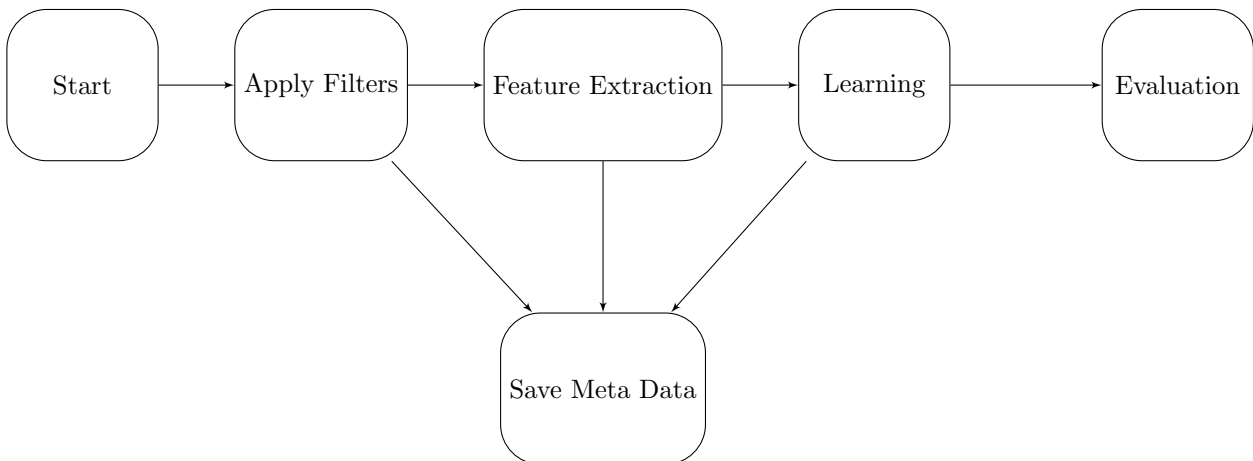 Start
Apply Filters
Feature Extraction
Learning
Evaluation
Save Meta Data